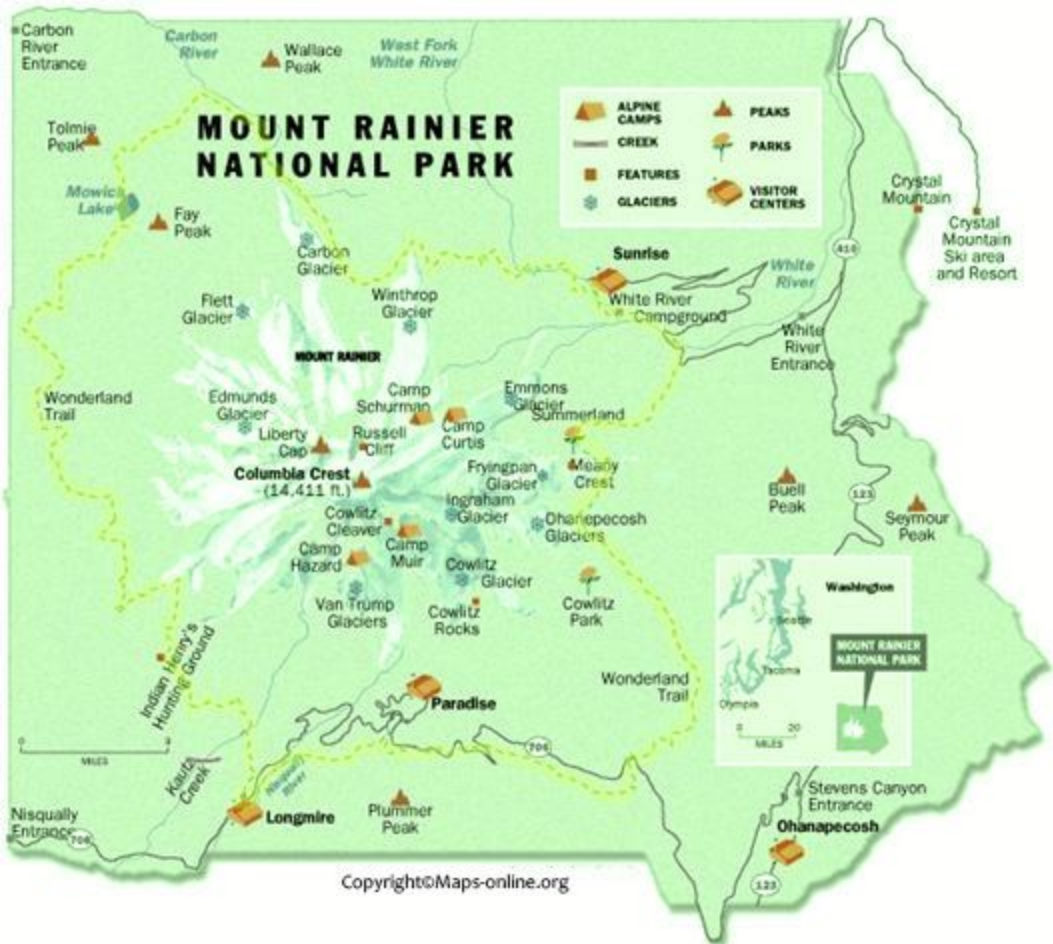 Carbon
River
Entrance
Carbon
River
Wallace
Peak
West Fork
White River
MOUNT RAINIER
NATIONAL PARK
ALPINE
CAMPS
CREEK
FEATURES
GLACIERS
PEAKS
PARKS
VISITOR
CENTERS
Tolmie
Peak
Mowich
Lake
Fay
Peak
Crystal
Mountain
Crystal
Mountain
Ski area
and Resort
410
Carbon
Glacier
Sunrise
White
River
White River
Campground
White
River
Entrance
Flett
Glacier
Winthrop
Glacier
MOUNT RAINIER
Wonderland
Trail
Edmunds
Glacier
Camp
Schurman
Emmons
Glacier
Summerland
Liberty
Cap
Russell
Cliff
Camp
Curtis
Columbia Crest
(14,411 ft.)
Fryingpan
Glacier
Meany
Crest
Ingraham
Glacier
Ohanepecosh
Glaciers
Buell
Peak
123
Seymour
Peak
Cowlitz
Cleaver
Camp
Muir
Camp
Hazard
Cowlitz
Glacier
Van Trump
Glaciers
Cowlitz
Rocks
Cowlitz
Park
Washington
Seattle
MOUNT RAINIER
NATIONAL PARK
Tacoma
Olympia
0 20
MILES
Indian Henry's
Hunting Ground
Wonderland
Trail
Paradise
706
0
MILES
Kautz
Creek
River
Longmire
Plummer
Peak
Nisqually
Entrance
706
Stevens Canyon
Entrance
Ohanapecosh
123
Copyright©Maps-online.org